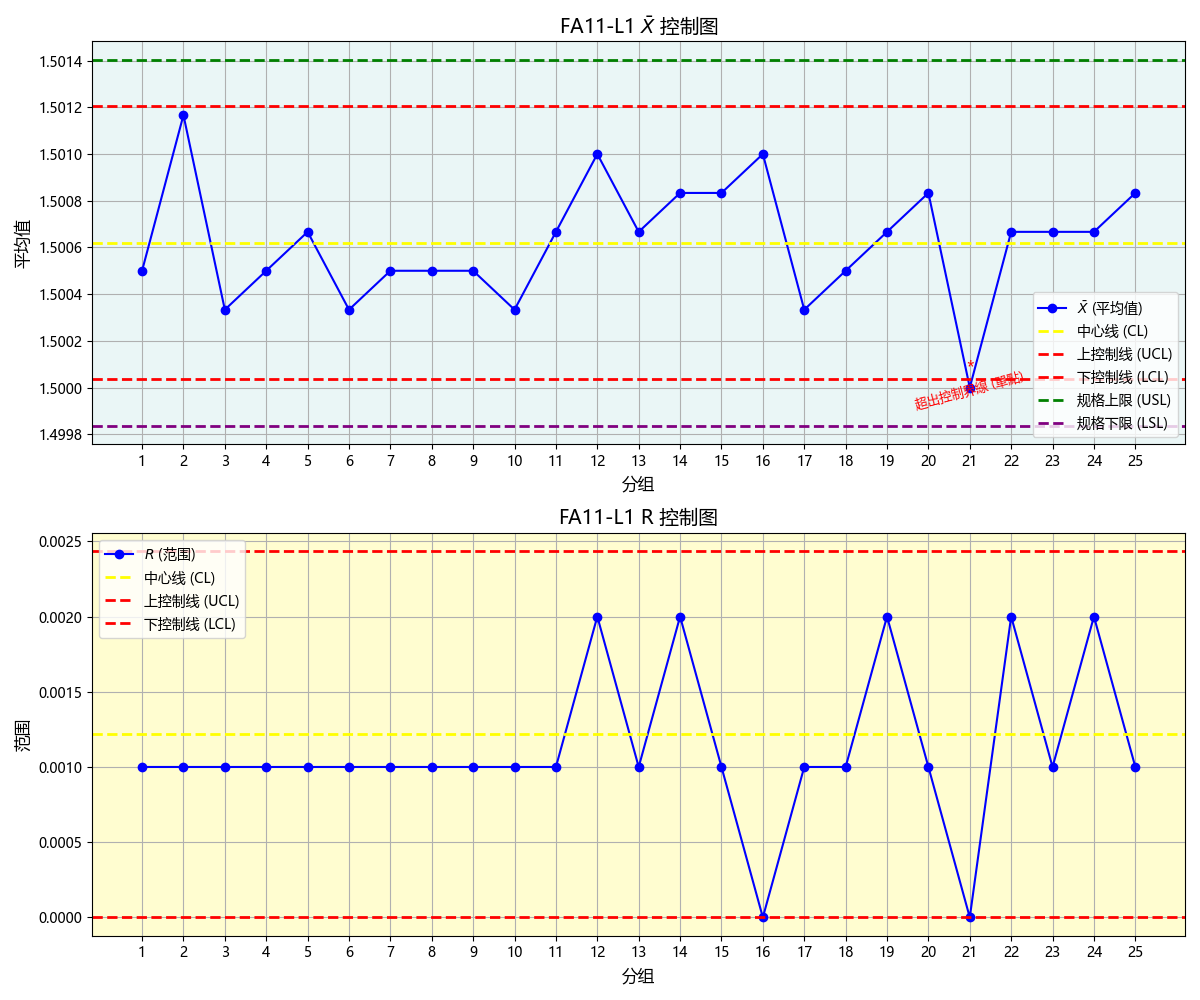 FA11-L1 X̄ 控制图
1.5014
1.5012
1.5010
1.5008
1.5006
1.5004
1.5002
1.5000
1.4998
平均值
X̄ (平均值)
中心线 (CL)
上控制线 (UCL)
下控制线 (LCL)
规格上限 (USL)
规格下限 (LSL)
*
超出控制界線 (單點)
1 2 3 4 5 6 7 8 9 10 11 12 13 14 15 16 17 18 19 20 21 22 23 24 25
分组
FA11-L1 R 控制图
0.0025
0.0020
0.0015
0.0010
0.0005
0.0000
范围
R (范围)
中心线 (CL)
上控制线 (UCL)
下控制线 (LCL)
1 2 3 4 5 6 7 8 9 10 11 12 13 14 15 16 17 18 19 20 21 22 23 24 25
分组